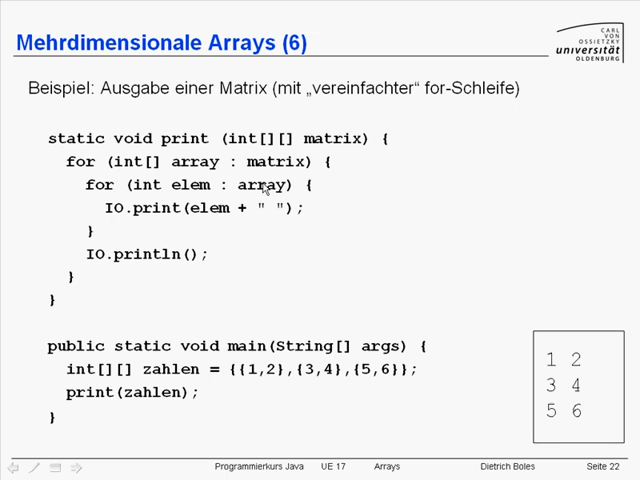 Mehrdimensionale Arrays (6)
CARL
VON
OSSIETZKY
universität
OLDENBURG
Beispiel: Ausgabe einer Matrix (mit „vereinfachter“ for-Schleife)
static void print (int[][] matrix) {
for (int[] array : matrix) {
for (int elem : array) {
IO.print(elem + " ");
}
IO.println();
}
}
public static void main(String[] args) {
int[][] zahlen = {{1,2},{3,4},{5,6}};
print(zahlen);
}
1 2
3 4
5 6
Programmierkurs Java UE 17 Arrays Dietrich Boles Seite 22